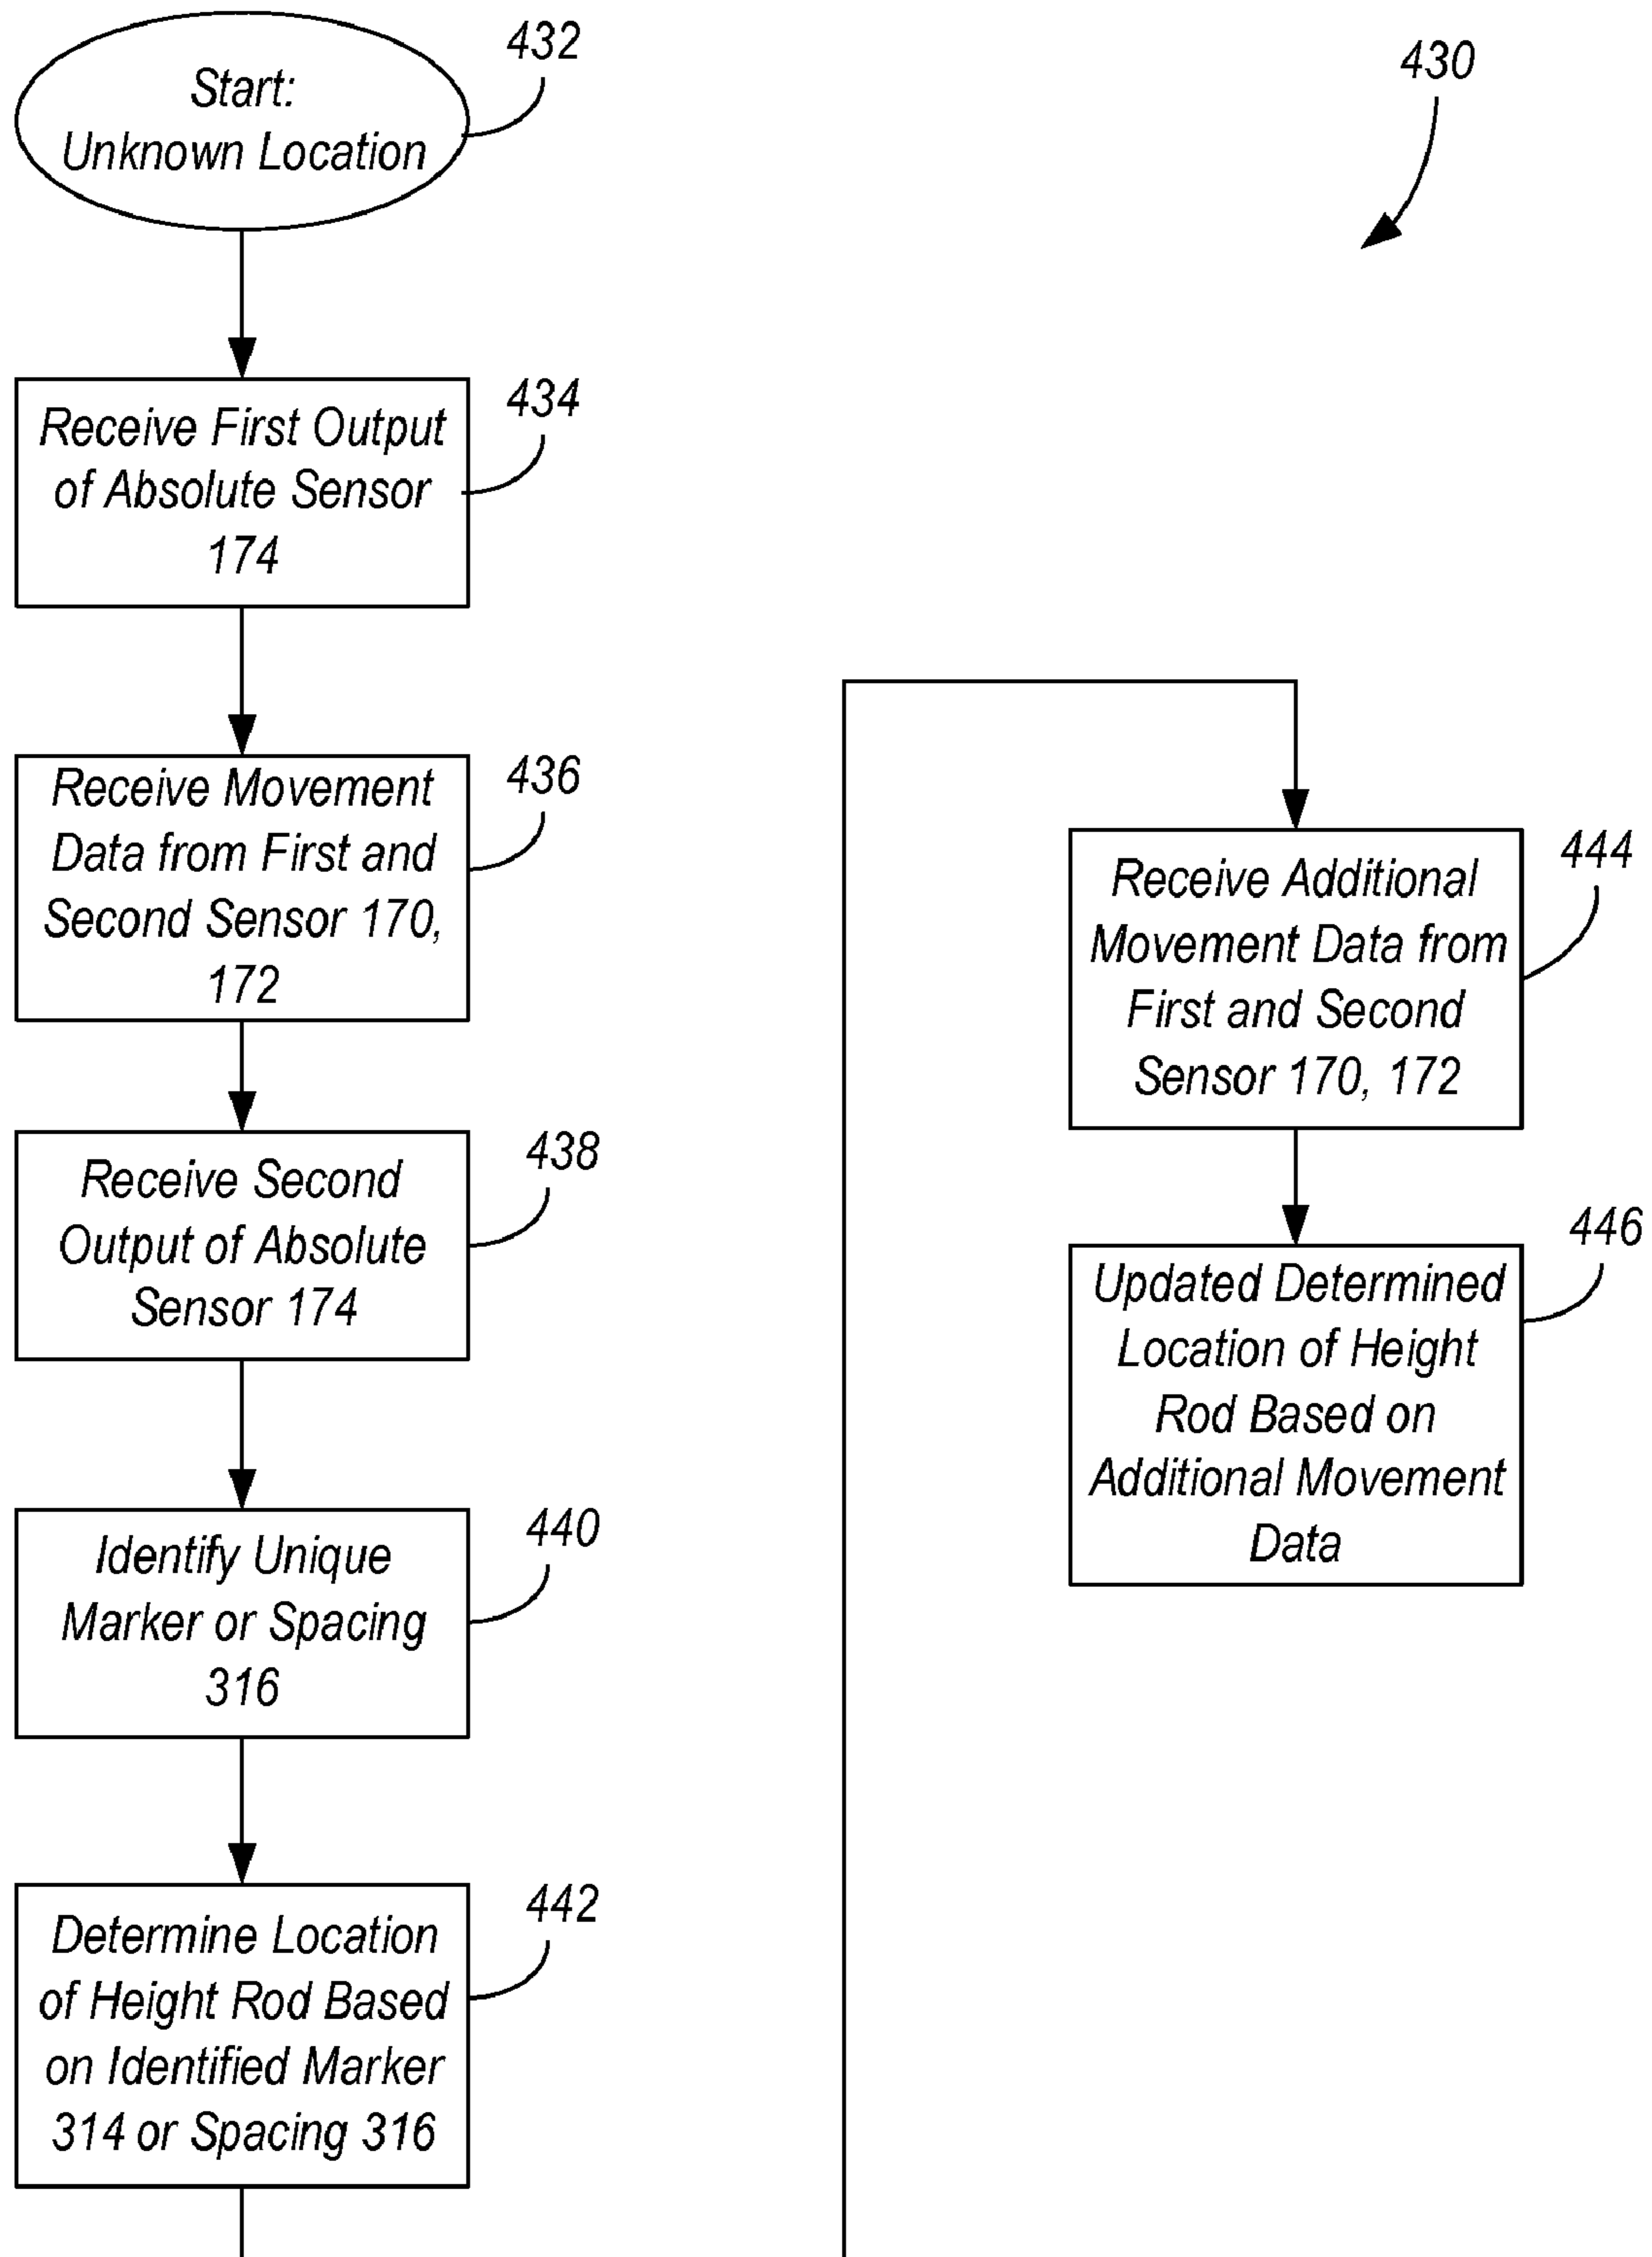 Start:
Unknown Location
432
430
Receive First Output
of Absolute Sensor
174
434
Receive Movement
Data from First and
Second Sensor 170,
172
436
Receive Second
Output of Absolute
Sensor 174
438
Identify Unique
Marker or Spacing
316
440
Determine Location
of Height Rod Based
on Identified Marker
314 or Spacing 316
442
Receive Additional
Movement Data from
First and Second
Sensor 170, 172
444
Updated Determined
Location of Height
Rod Based on
Additional Movement
Data
446